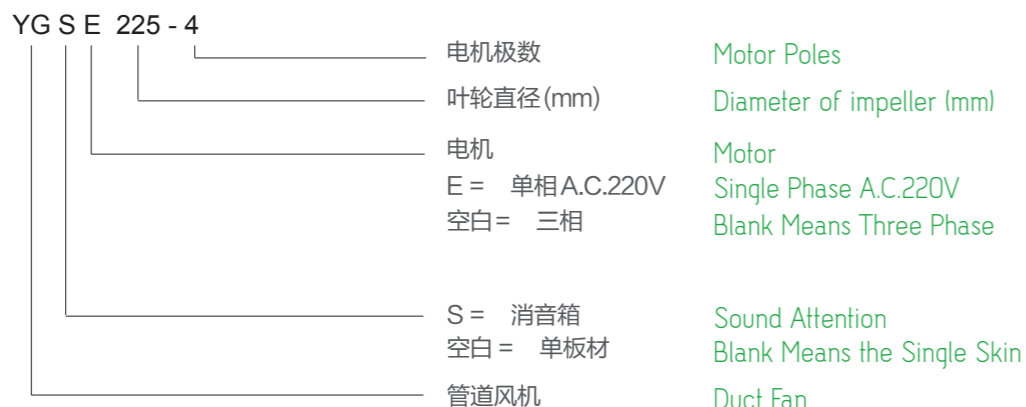 YG S E 225 - 4
电机极数 Motor Poles
叶轮直径(mm) Diameter of impeller (mm)
电机 Motor
E = 单相A.C.220V Single Phase A.C.220V
空白= 三相 Blank Means Three Phase
S = 消音箱 Sound Attention
空白 = 单板材 Blank Means the Single Skin
管道风机 Duct Fan